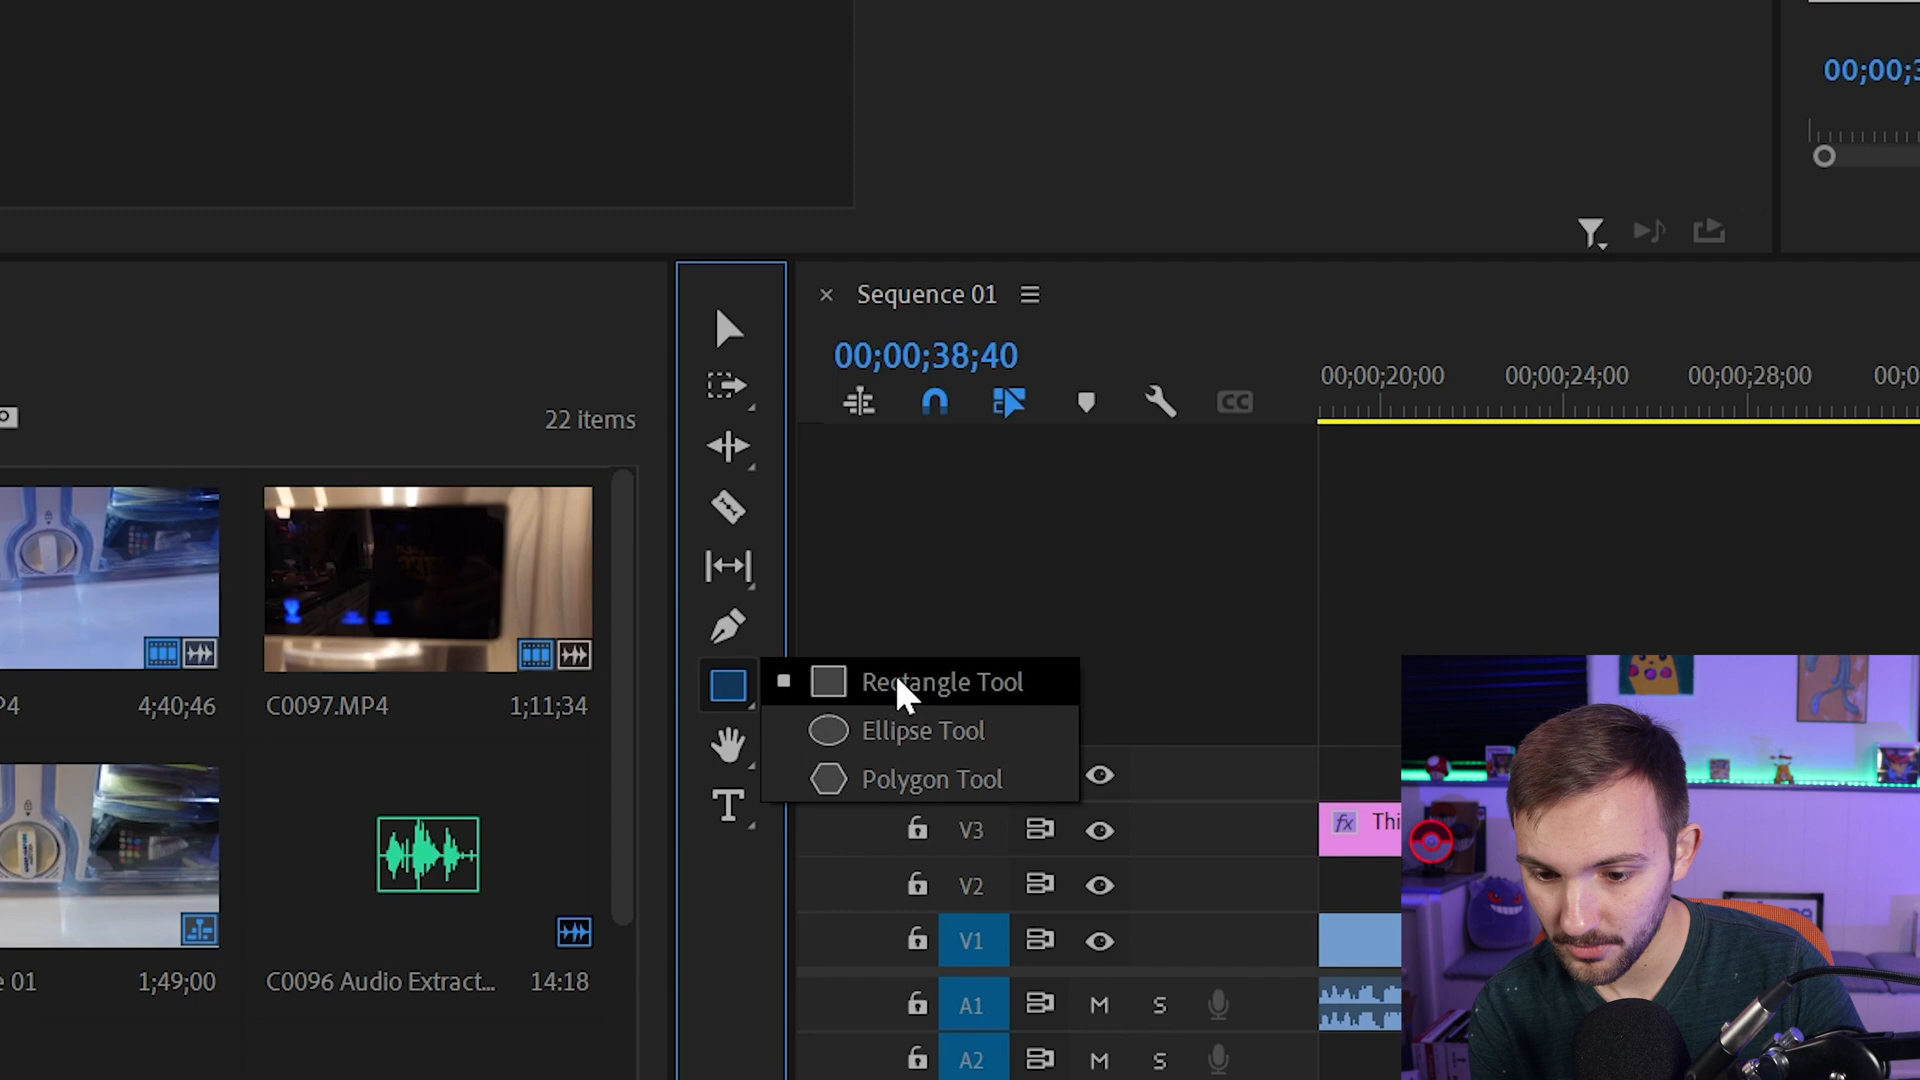 00;00;3
Sequence 01
00;00;38;40
00;00;20;00
00;00;24;00
00;00;28;00
00;0
CC
22 items
P4
4;40;46
C0097.MP4
1;11;34
Rectangle Tool
Ellipse Tool
Polygon Tool
T
V3
fx
Thi
V2
V1
e 01
1;49;00
C0096 Audio Extract...
14:18
A1
M
S
A2
M
S